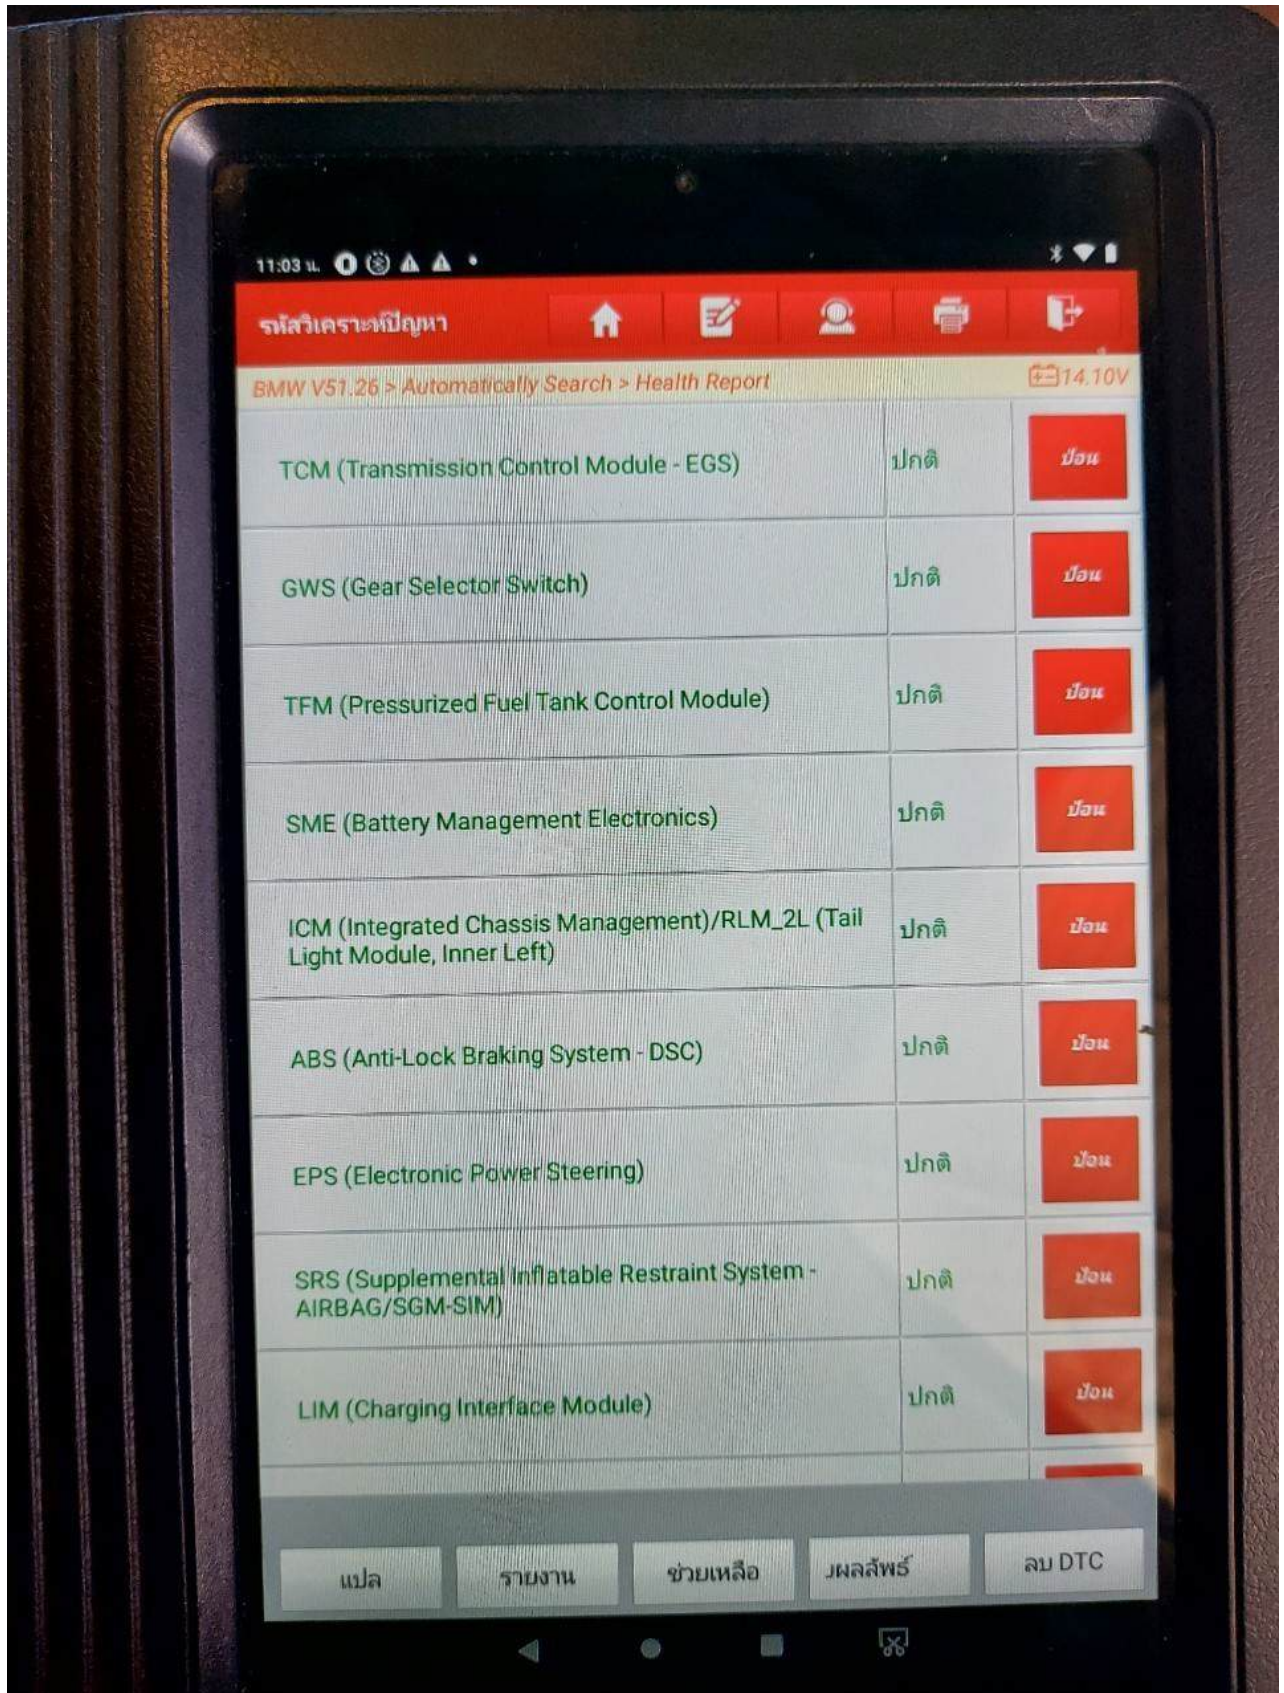 11:03 น.
รหัสวิเคราะห์ปัญหา
BMW V51.26 > Automatically Search > Health Report
14.10V
TCM (Transmission Control Module - EGS)
ปกติ
ป้อน
GWS (Gear Selector Switch)
ปกติ
ป้อน
TFM (Pressurized Fuel Tank Control Module)
ปกติ
ป้อน
SME (Battery Management Electronics)
ปกติ
ป้อน
ICM (Integrated Chassis Management)/RLM_2L (Tail
Light Module, Inner Left)
ปกติ
ป้อน
ABS (Anti-Lock Braking System - DSC)
ปกติ
ป้อน
EPS (Electronic Power Steering)
ปกติ
ป้อน
SRS (Supplemental Inflatable Restraint System -
AIRBAG/SGM-SIM)
ปกติ
ป้อน
LIM (Charging Interface Module)
ปกติ
ป้อน
แปล
รายงาน
ช่วยเหลือ
ผลลัพธ์
ลบ DTC